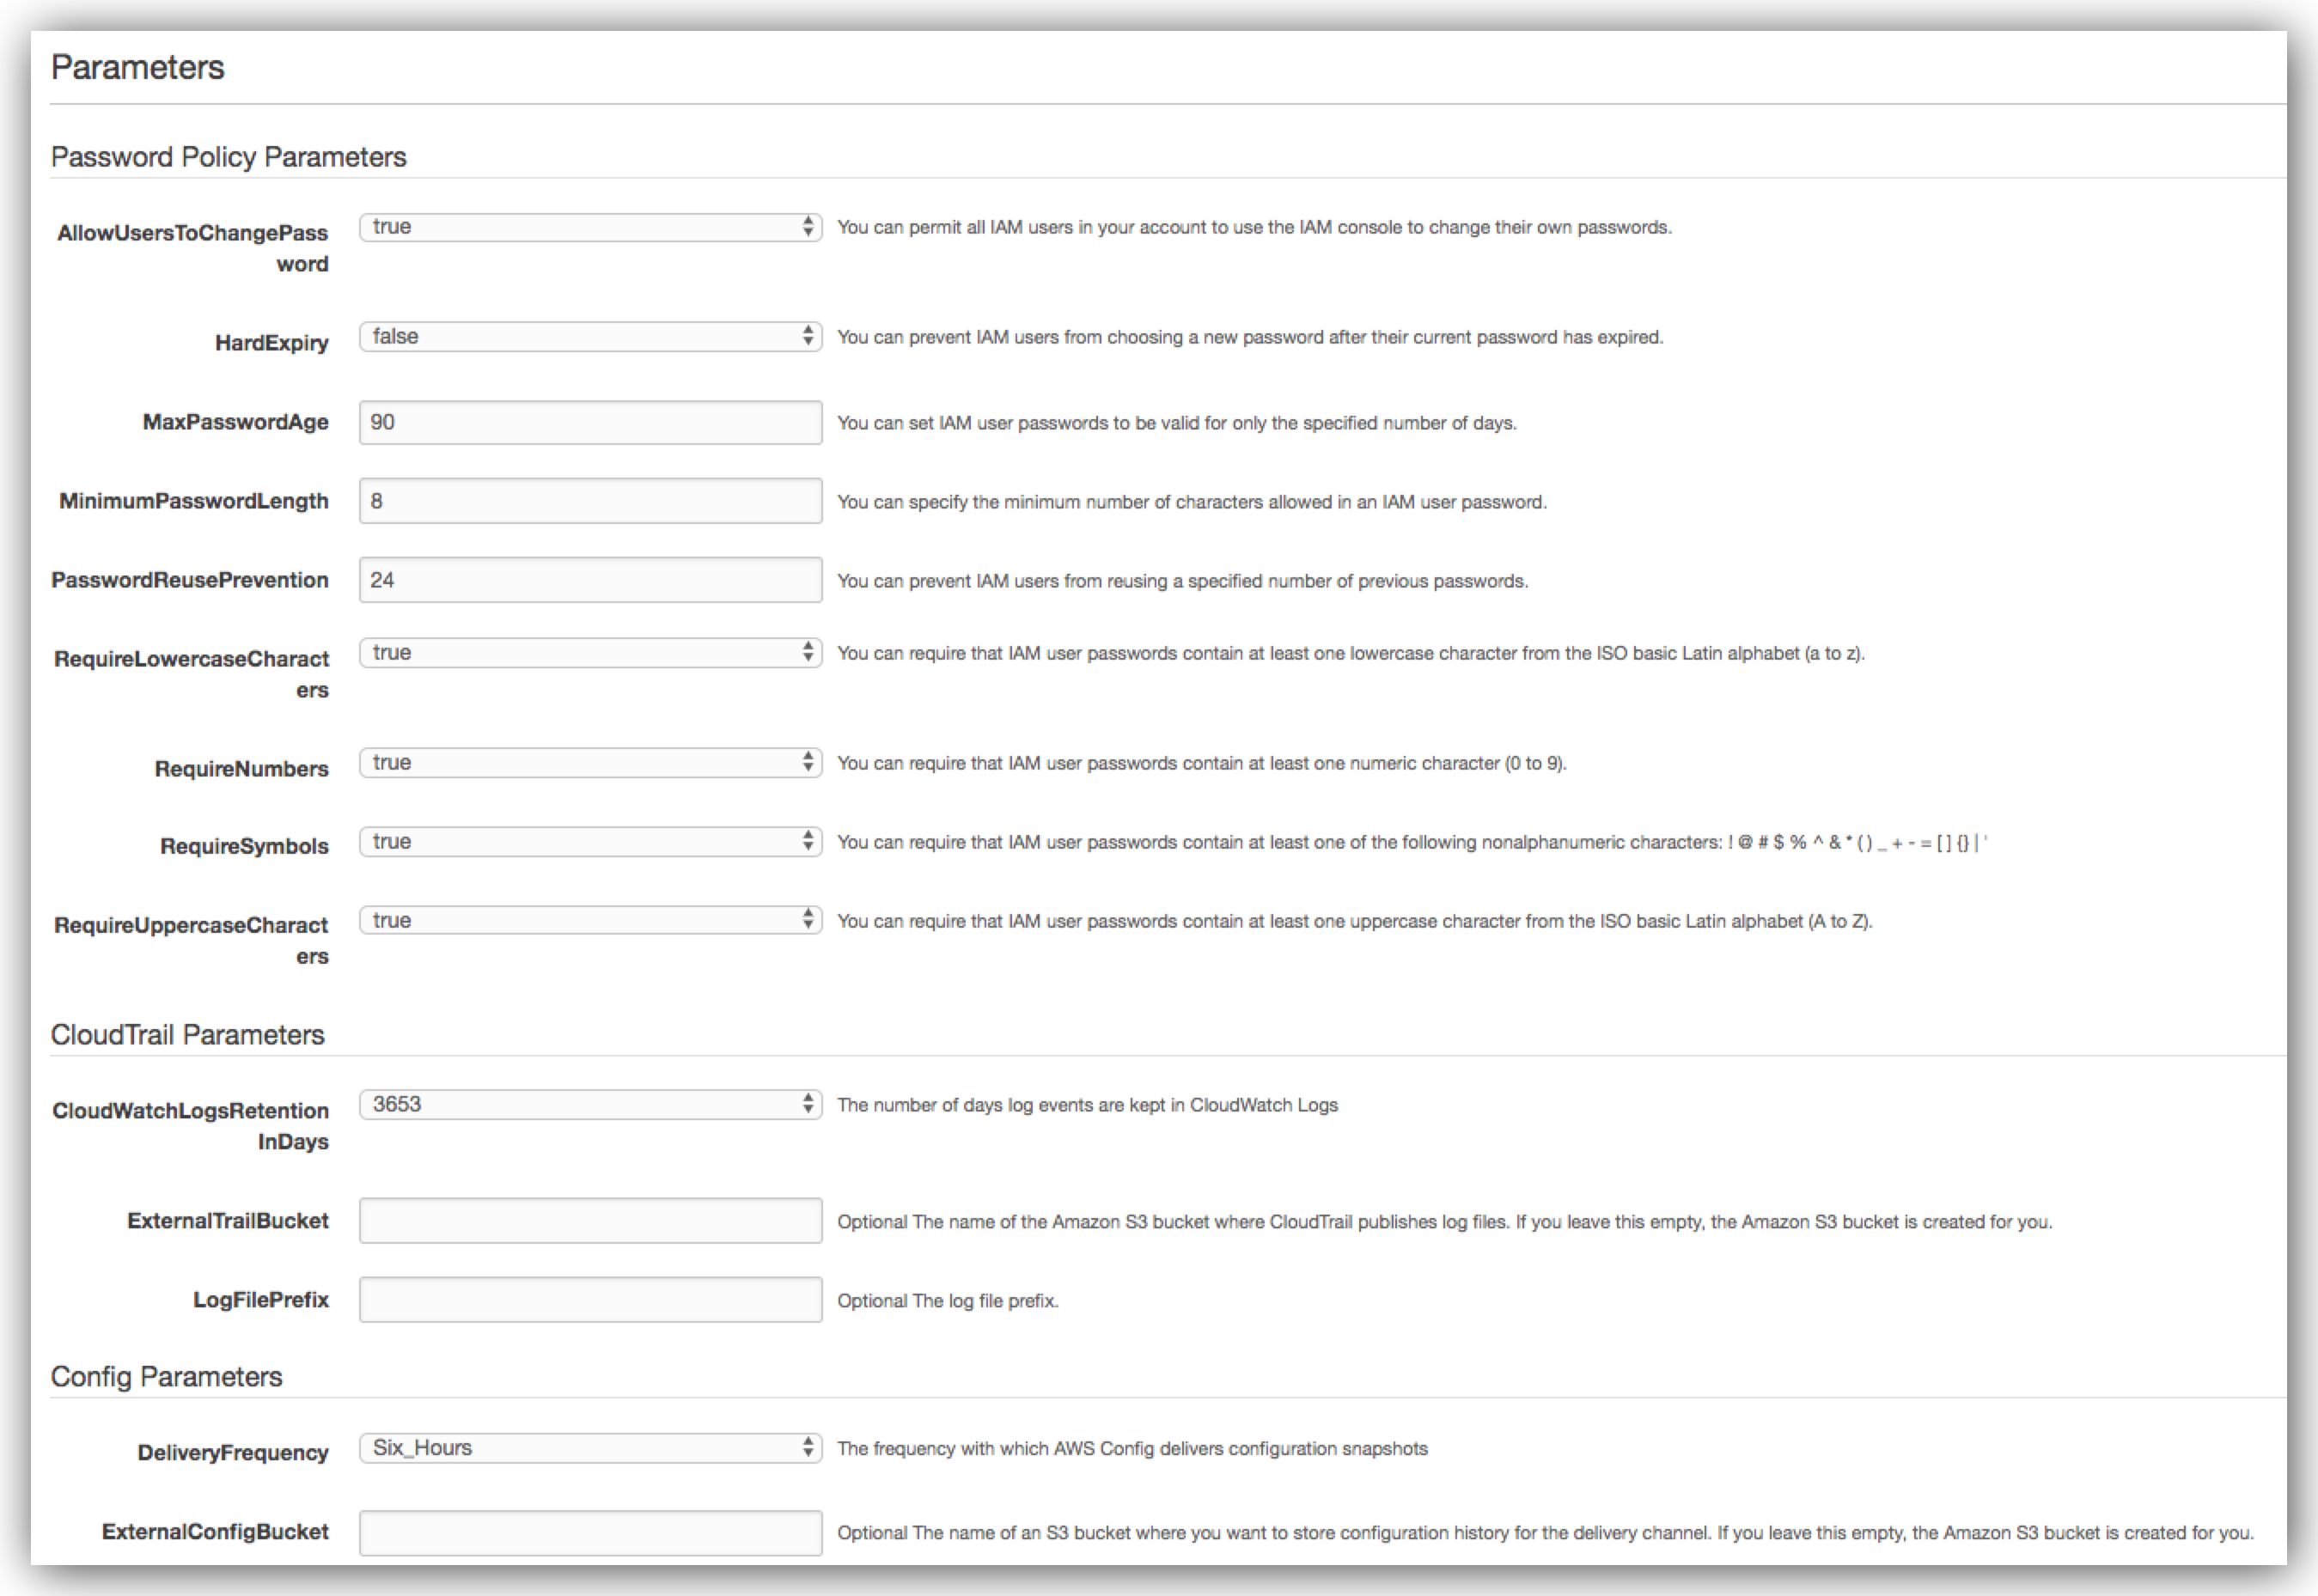 Parameters
Password Policy Parameters
AllowUsersToChangePass
word
true
You can permit all IAM users in your account to use the IAM console to change their own passwords.
HardExpiry
false
You can prevent IAM users from choosing a new password after their current password has expired.
MaxPasswordAge
90
You can set IAM user passwords to be valid for only the specified number of days.
MinimumPasswordLength
8
You can specify the minimum number of characters allowed in an IAM user password.
PasswordReusePrevention
24
You can prevent IAM users from reusing a specified number of previous passwords.
RequireLowercaseCharact
ers
true
You can require that IAM user passwords contain at least one lowercase character from the ISO basic Latin alphabet (a to z).
RequireNumbers
true
You can require that IAM user passwords contain at least one numeric character (0 to 9).
RequireSymbols
true
You can require that IAM user passwords contain at least one of the following nonalphanumeric characters: ! @ # $ % ^ & * ( ) _ + - = [ ] {} | '
RequireUppercaseCharact
ers
true
You can require that IAM user passwords contain at least one uppercase character from the ISO basic Latin alphabet (A to Z).
CloudTrail Parameters
CloudWatchLogsRetention
InDays
3653
The number of days log events are kept in CloudWatch Logs
ExternalTrailBucket
Optional The name of the Amazon S3 bucket where CloudTrail publishes log files. If you leave this empty, the Amazon S3 bucket is created for you.
LogFilePrefix
Optional The log file prefix.
Config Parameters
DeliveryFrequency
Six_Hours
The frequency with which AWS Config delivers configuration snapshots
ExternalConfigBucket
Optional The name of an S3 bucket where you want to store configuration history for the delivery channel. If you leave this empty, the Amazon S3 bucket is created for you.